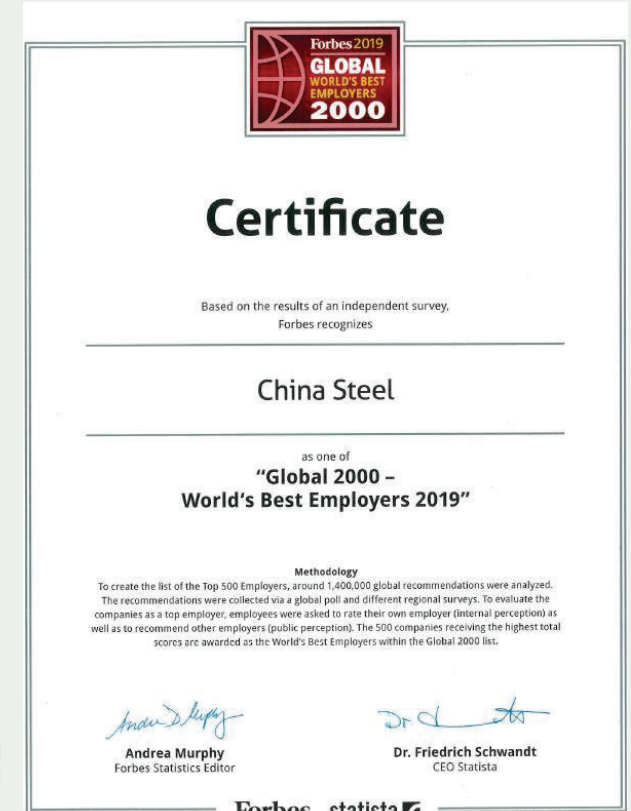 Forbes2019
GLOBAL
WORLD'S BEST
EMPLOYERS
2000
Certificate
Based on the results of an independent survey,
Forbes recognizes
China Steel
as one of
“Global 2000 –
World's Best Employers 2019”
Methodology
To create the list of the Top 500 Employers, around 1,400,000 global recommendations were analyzed.
The recommendations were collected via a global poll and different regional surveys. To evaluate the
companies as a top employer, employees were asked to rate their own employer (internal perception) as
well as to recommend other employers (public perception). The 500 companies receiving the highest total
scores are awarded as the World's Best Employers within the Global 2000 list.
Andrea Murphy
Forbes Statistics Editor
Dr. Friedrich Schwandt
CEO Statista
Forbes statista